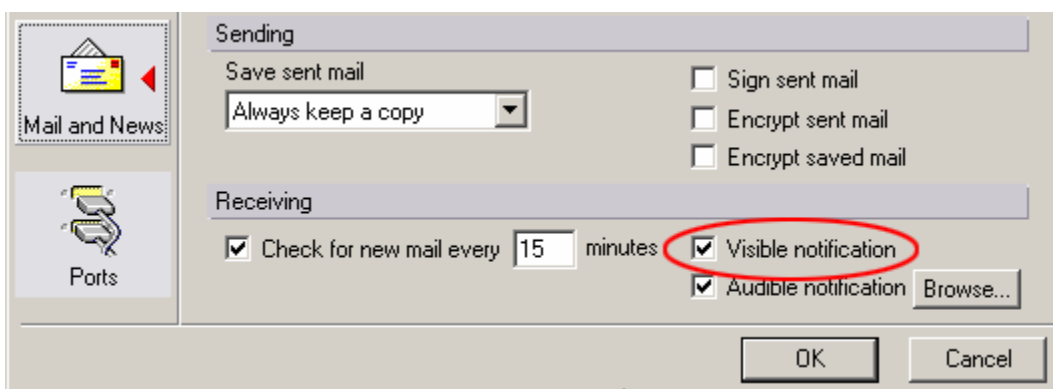 Sending
Save sent mail
Always keep a copy
Sign sent mail
Encrypt sent mail
Encrypt saved mail
Mail and News
Receiving
Check for new mail every 15 minutes
Visible notification
Audible notification Browse...
Ports
OK Cancel